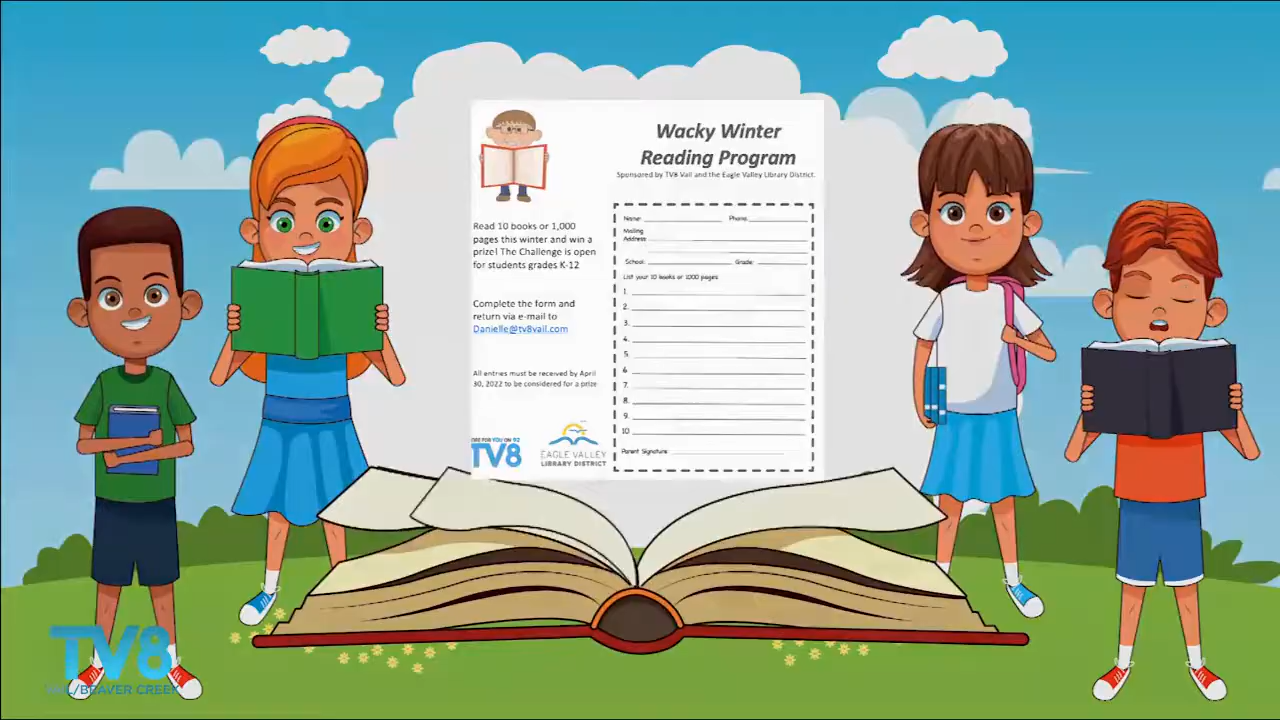 Wacky Winter
Reading Program
Sponsored by TV8 Vail and the Eagle Valley Library District.
Read 10 books or 1,000
pages this winter and win a
prize! The Challenge is open
for students grades K-12
Complete the form and
return via e-mail to
Danielle@tv8vail.com
All entries must be received by April
30, 2022 to be considered for a prize
FOR YOU ON 92
TV8
EAGLE VALLEY
LIBRARY DISTRICT
Name: Phone:
Mailing
Address:
School: Grade:
List your 10 books or 1000 pages
1.
2.
3.
4.
5.
6.
7.
8.
9.
10.
Parent Signature:
TV8
VAIL/BEAVER CREEK